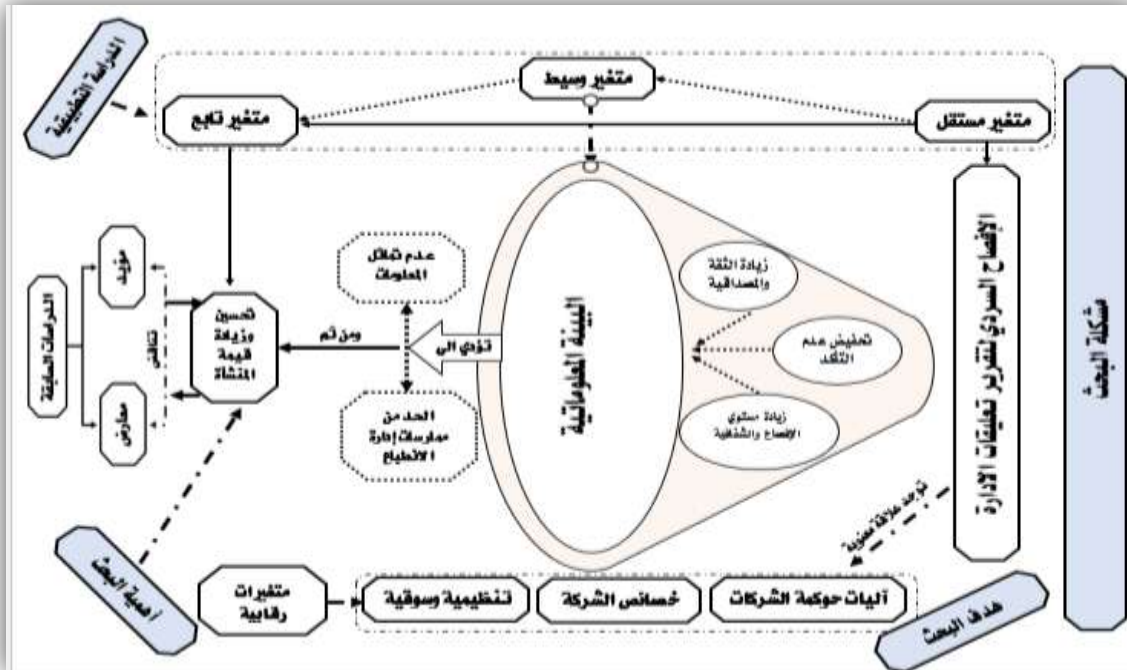 مشكلة البحث
الدراسة التطبيقية
متغير وسيط
متغير مستقل
متغير تابع
الإفصاح السردي لتقرير تعليقات الادارة
زيادة الثقة
والمصداقية
تخفيض عدم
التأكد
زيادة مستوي
الإفصاح والشفافية
البيئة المعلوماتية
تؤدي الى
عدم تماثل
المعلومات
الحد من
ممارسات إدارة
الانطباع
ومن ثم
تحسين
وزيادة
قيمة
المنشأة
تناقض
مؤيد
معارض
الدراسات السابقة
توجد علاقة معنوية
هدف البحث
آليات حوكمة الشركات
خصائص الشركة
تنظيمية وسوقية
متغيرات
رقابية
أهمية البحث